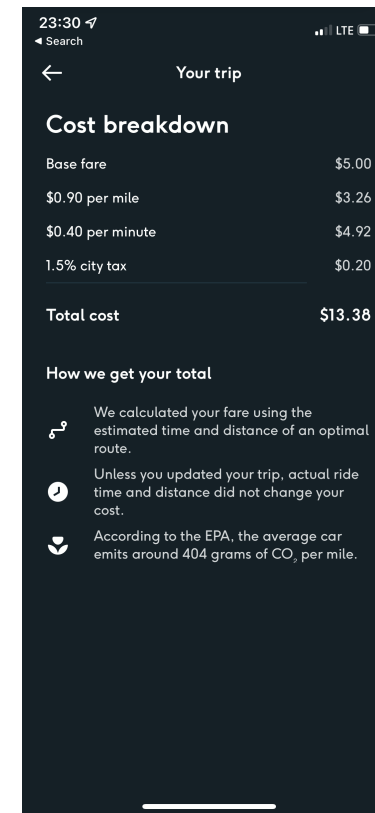 23:30
◀ Search
LTE
Your trip
Cost breakdown
Base fare $5.00
$0.90 per mile $3.26
$0.40 per minute $4.92
1.5% city tax $0.20
Total cost $13.38
How we get your total
We calculated your fare using the
estimated time and distance of an optimal
route.
Unless you updated your trip, actual ride
time and distance did not change your
cost.
According to the EPA, the average car
emits around 404 grams of CO₂ per mile.